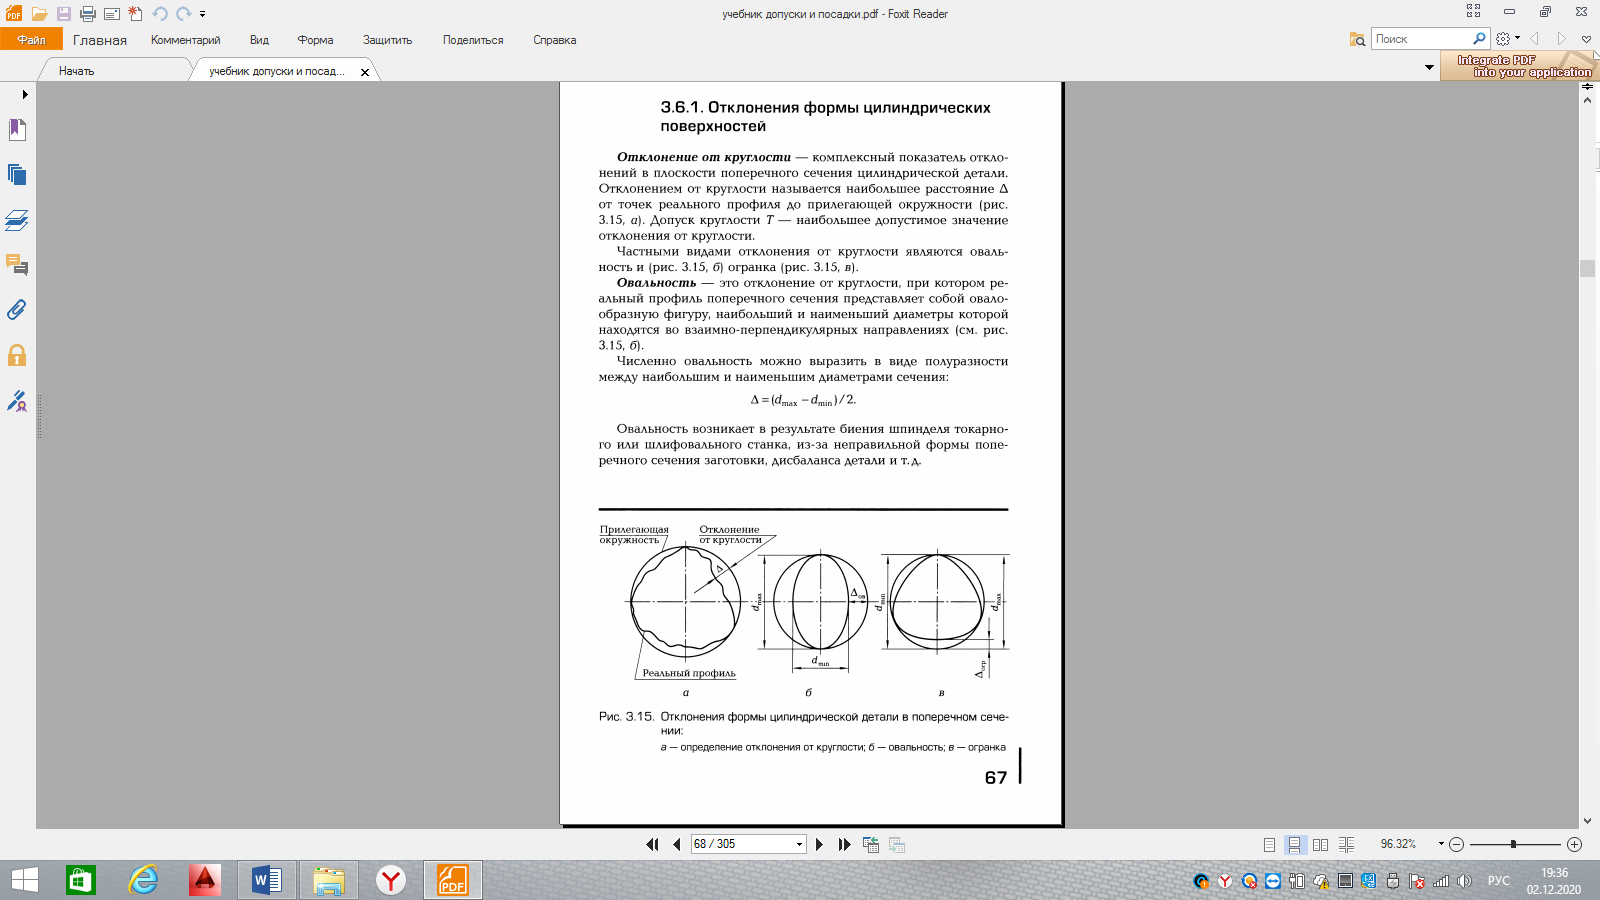 учебник допуски и посадки.pdf - Foxit Reader
Файл Главная Комментарий Вид Форма Защитить Поделиться Справка
Поиск
Начать
учебник допуски и посад...
Integrate PDF
into your application
3.6.1. Отклонения формы цилиндрических
поверхностей
Отклонение от круглости — комплексный показатель откло-
нений в плоскости поперечного сечения цилиндрической детали.
Отклонением от круглости называется наибольшее расстояние Δ
от точек реального профиля до прилегающей окружности (рис.
3.15, а). Допуск круглости Т — наибольшее допустимое значение
отклонения от круглости.
Частными видами отклонения от круглости являются оваль-
ность и (рис. 3.15, б) огранка (рис. 3.15, в).
Овальность — это отклонение от круглости, при котором ре-
альный профиль поперечного сечения представляет собой овало-
образную фигуру, наибольший и наименьший диаметры которой
находятся во взаимно-перпендикулярных направлениях (см. рис.
3.15, б).
Численно овальность можно выразить в виде полуразности
между наибольшим и наименьшим диаметрами сечения:
Δ = (dmax − dmin)/2.
Овальность возникает в результате биения шпинделя токарно-
го или шлифовального станка, из-за неправильной формы попе-
речного сечения заготовки, дисбаланса детали и т.д.
Прилегающая
окружность
Отклонение
от круглости
Δ
Реальный профиль
а
dmax
Δов
dmin
б
dmin
dmax
Δогр
в
Рис. 3.15. Отклонения формы цилиндрической детали в поперечном сече-
нии:
а — определение отклонения от круглости; б — овальность; в — огранка
67
68 / 305
96.32%
РУС
19:36
02.12.2020